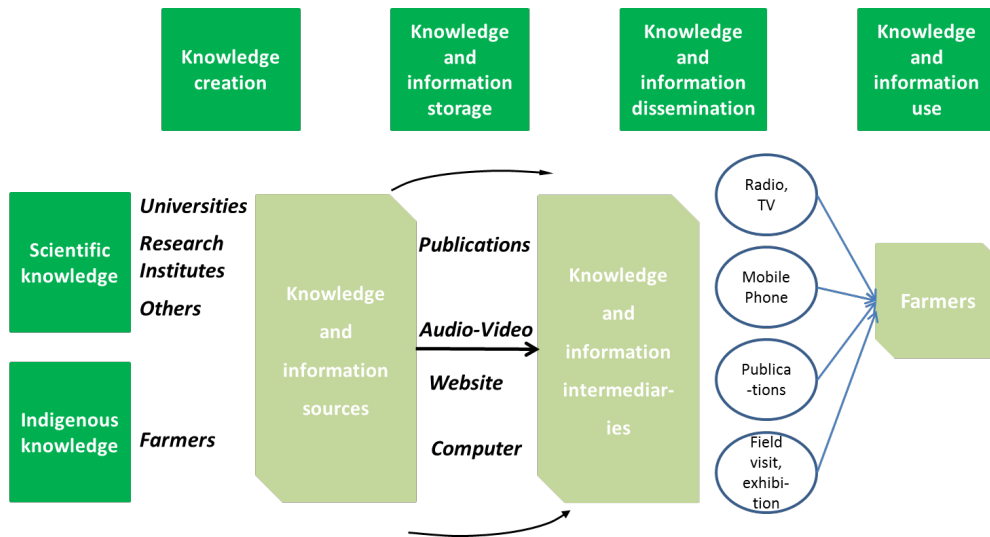 Knowledge
creation
Knowledge
and
information
storage
Knowledge
and
information
dissemination
Knowledge
and
information
use
Scientific
knowledge
Universities
Research
Institutes
Others
Indigenous
knowledge
Farmers
Knowledge
and
information
sources
Publications
Audio-Video
Website
Computer
Knowledge
and
information
intermediar-
ies
Radio,
TV
Mobile
Phone
Publica
-tions
Field
visit,
exhibi-
tion
Farmers